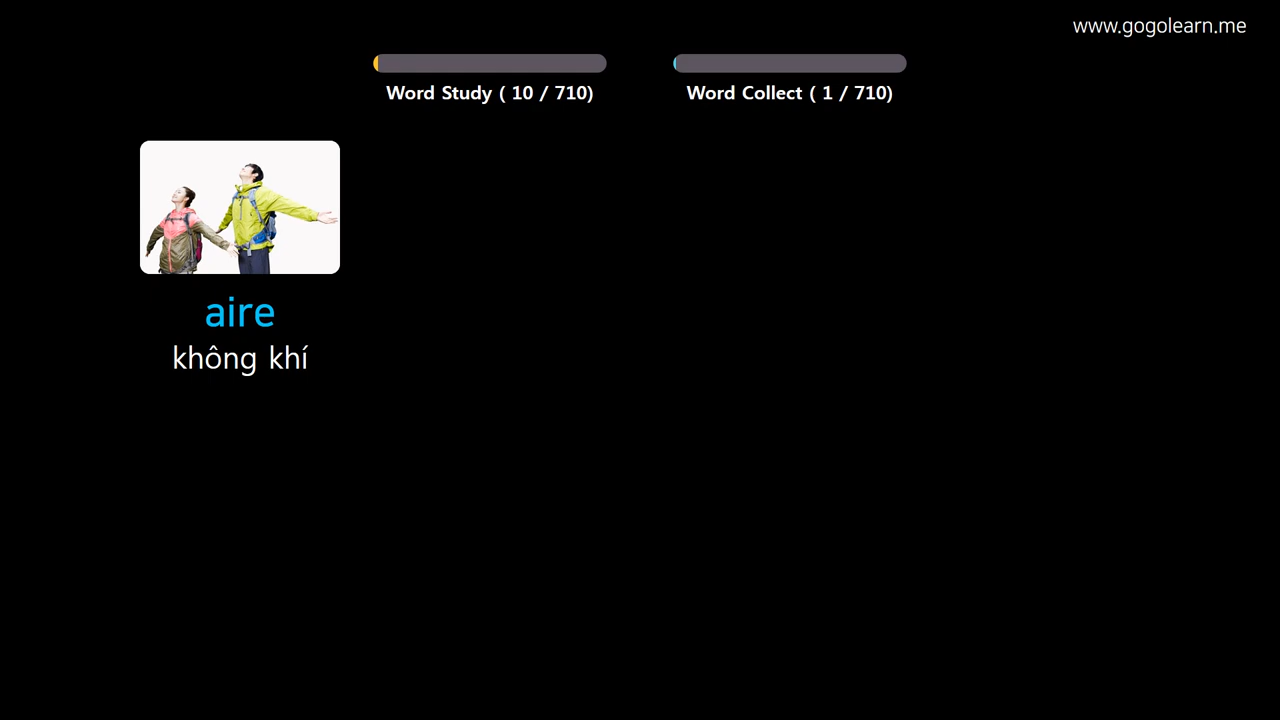 www.gogolearn.me
Word Study ( 10 / 710)
Word Collect ( 1 / 710)
aire
không khí